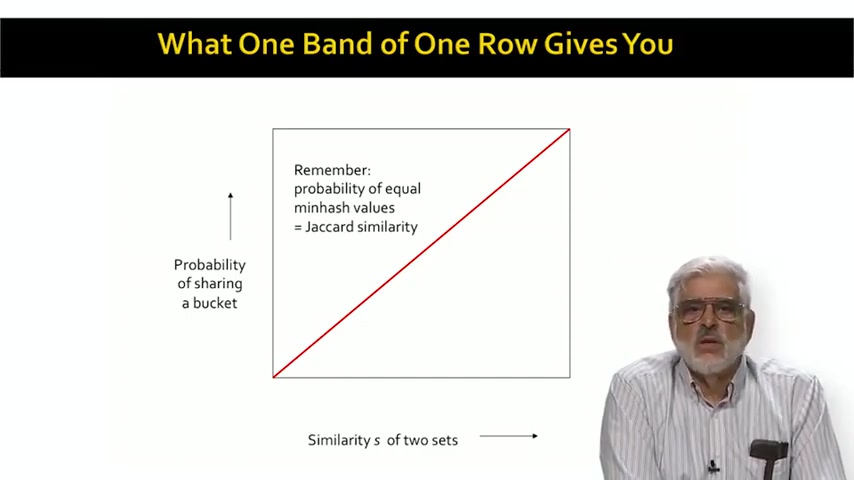 What One Band of One Row Gives You
Remember:
probability of equal
minhash values
= Jaccard similarity
Probability
of sharing
a bucket
Similarity s of two sets